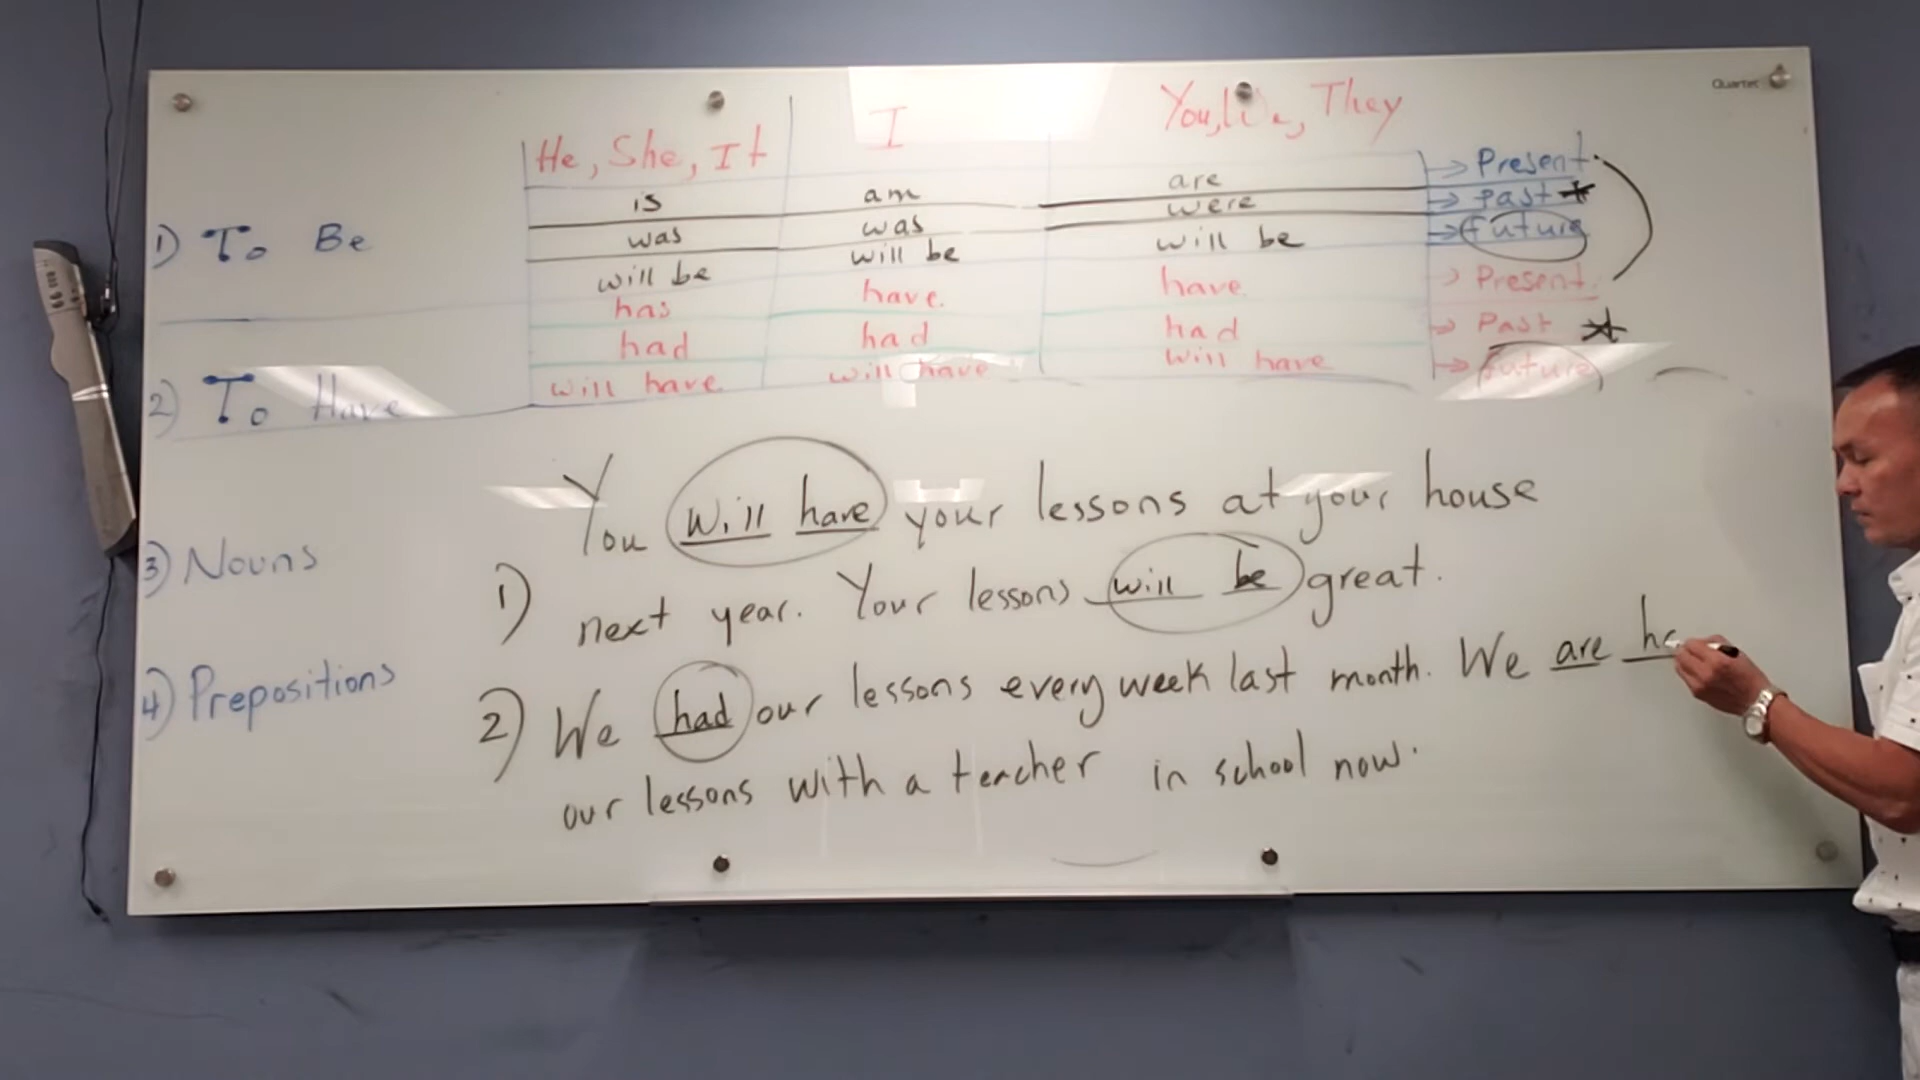 Quartet
He, She, It I You, , They
is am are → Present
was was were → Past *
will be will be will be → future
has have have → Present
had had had → Past *
will have will have will have → future
1) To Be
2) To Have
3) Nouns
4) Prepositions
You will have your lessons at your house
1) next year. Your lessons will be great.
2) We had our lessons every week last month. We are ha
our lessons with a teacher in school now.